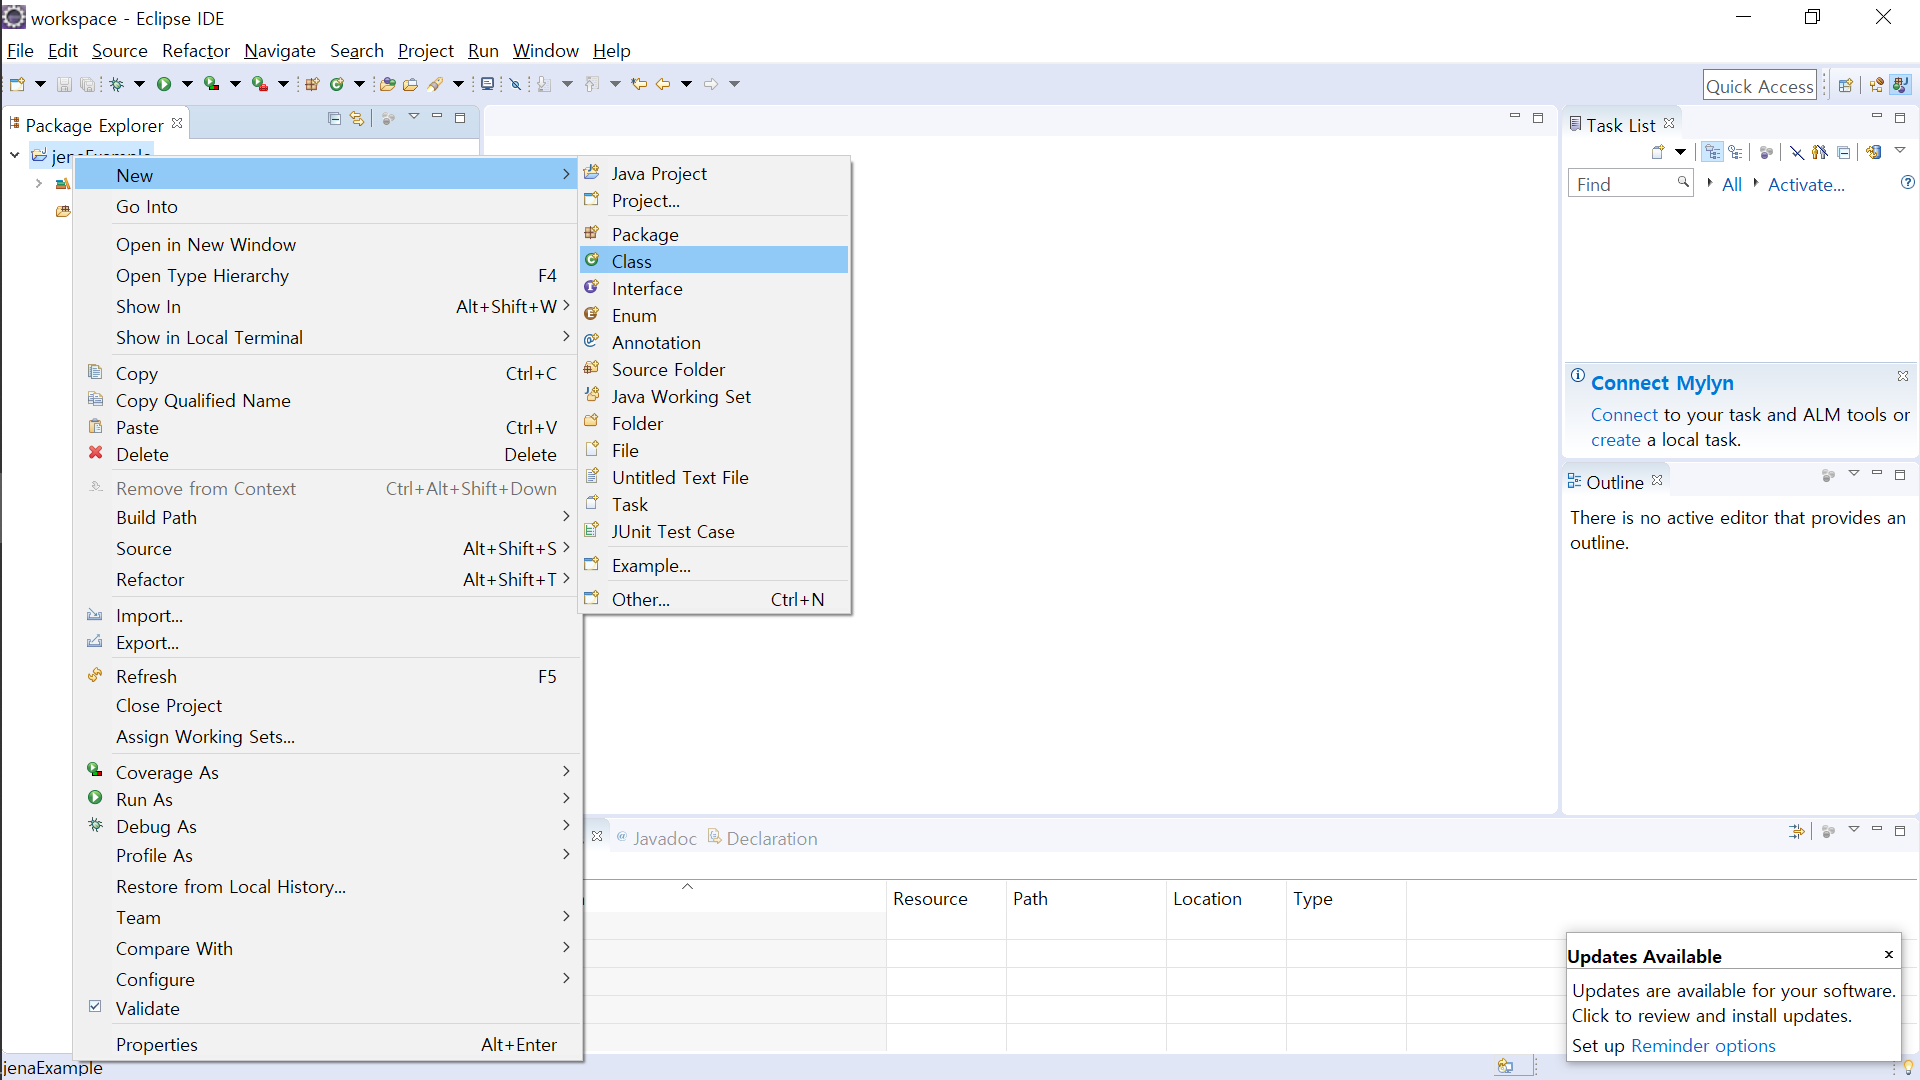 workspace - Eclipse IDE
File Edit Source Refactor Navigate Search Project Run Window Help
Quick Access
Package Explorer
New
Go Into
Open in New Window
Open Type Hierarchy F4
Show In Alt+Shift+W
Show in Local Terminal
Copy Ctrl+C
Copy Qualified Name
Paste Ctrl+V
Delete Delete
Remove from Context Ctrl+Alt+Shift+Down
Build Path
Source Alt+Shift+S
Refactor Alt+Shift+T
Import...
Export...
Refresh F5
Close Project
Assign Working Sets...
Coverage As
Run As
Debug As
Profile As
Restore from Local History...
Team
Compare With
Configure
Validate
Properties Alt+Enter
Java Project
Project...
Package
Class
Interface
Enum
Annotation
Source Folder
Java Working Set
Folder
File
Untitled Text File
Task
JUnit Test Case
Example...
Other... Ctrl+N
Task List
Find All Activate...
Connect Mylyn
Connect to your task and ALM tools or
create a local task.
Outline
There is no active editor that provides an
outline.
Javadoc Declaration
Resource Path Location Type
Updates Available
Updates are available for your software.
Click to review and install updates.
Set up Reminder options
jenaExample